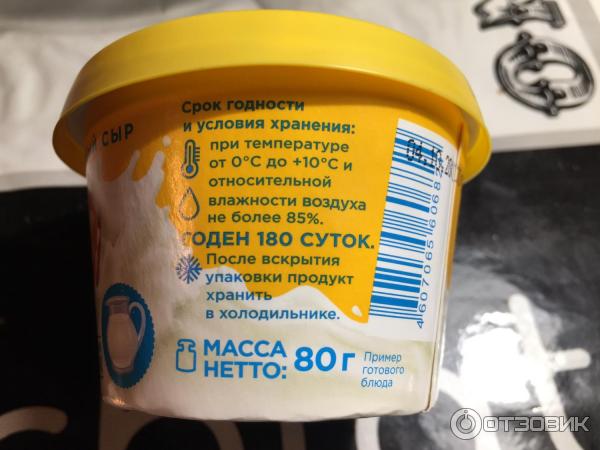 Срок годности
и условия хранения:
при температуре
от 0°С до +10°С и
относительной
влажности воздуха
не более 85%.
ГОДЕН 180 СУТОК.
После вскрытия
упаковки продукт
хранить
в холодильнике.
МАССА
НЕТТО: 80 г
Пример
готового
блюда
СЫР
ОТЗОВИК